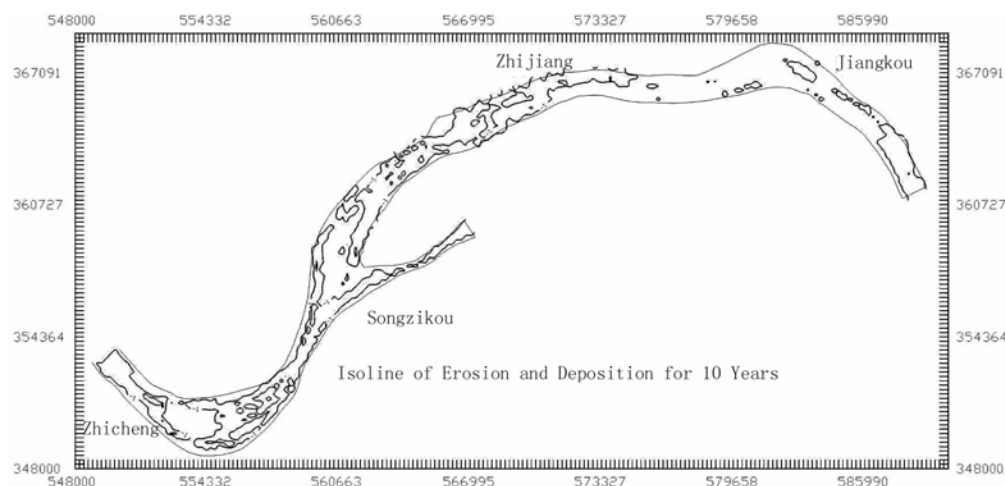 548000 554332 560663 566995 573327 579658 585990
Zhijiang
Jiangkou
367091 367091
360727 360727
Songzikou
354364 354364
Isoline of Erosion and Deposition for 10 Years
Zhicheng
348000 348000
548000 554332 560663 566995 573327 579658 585990